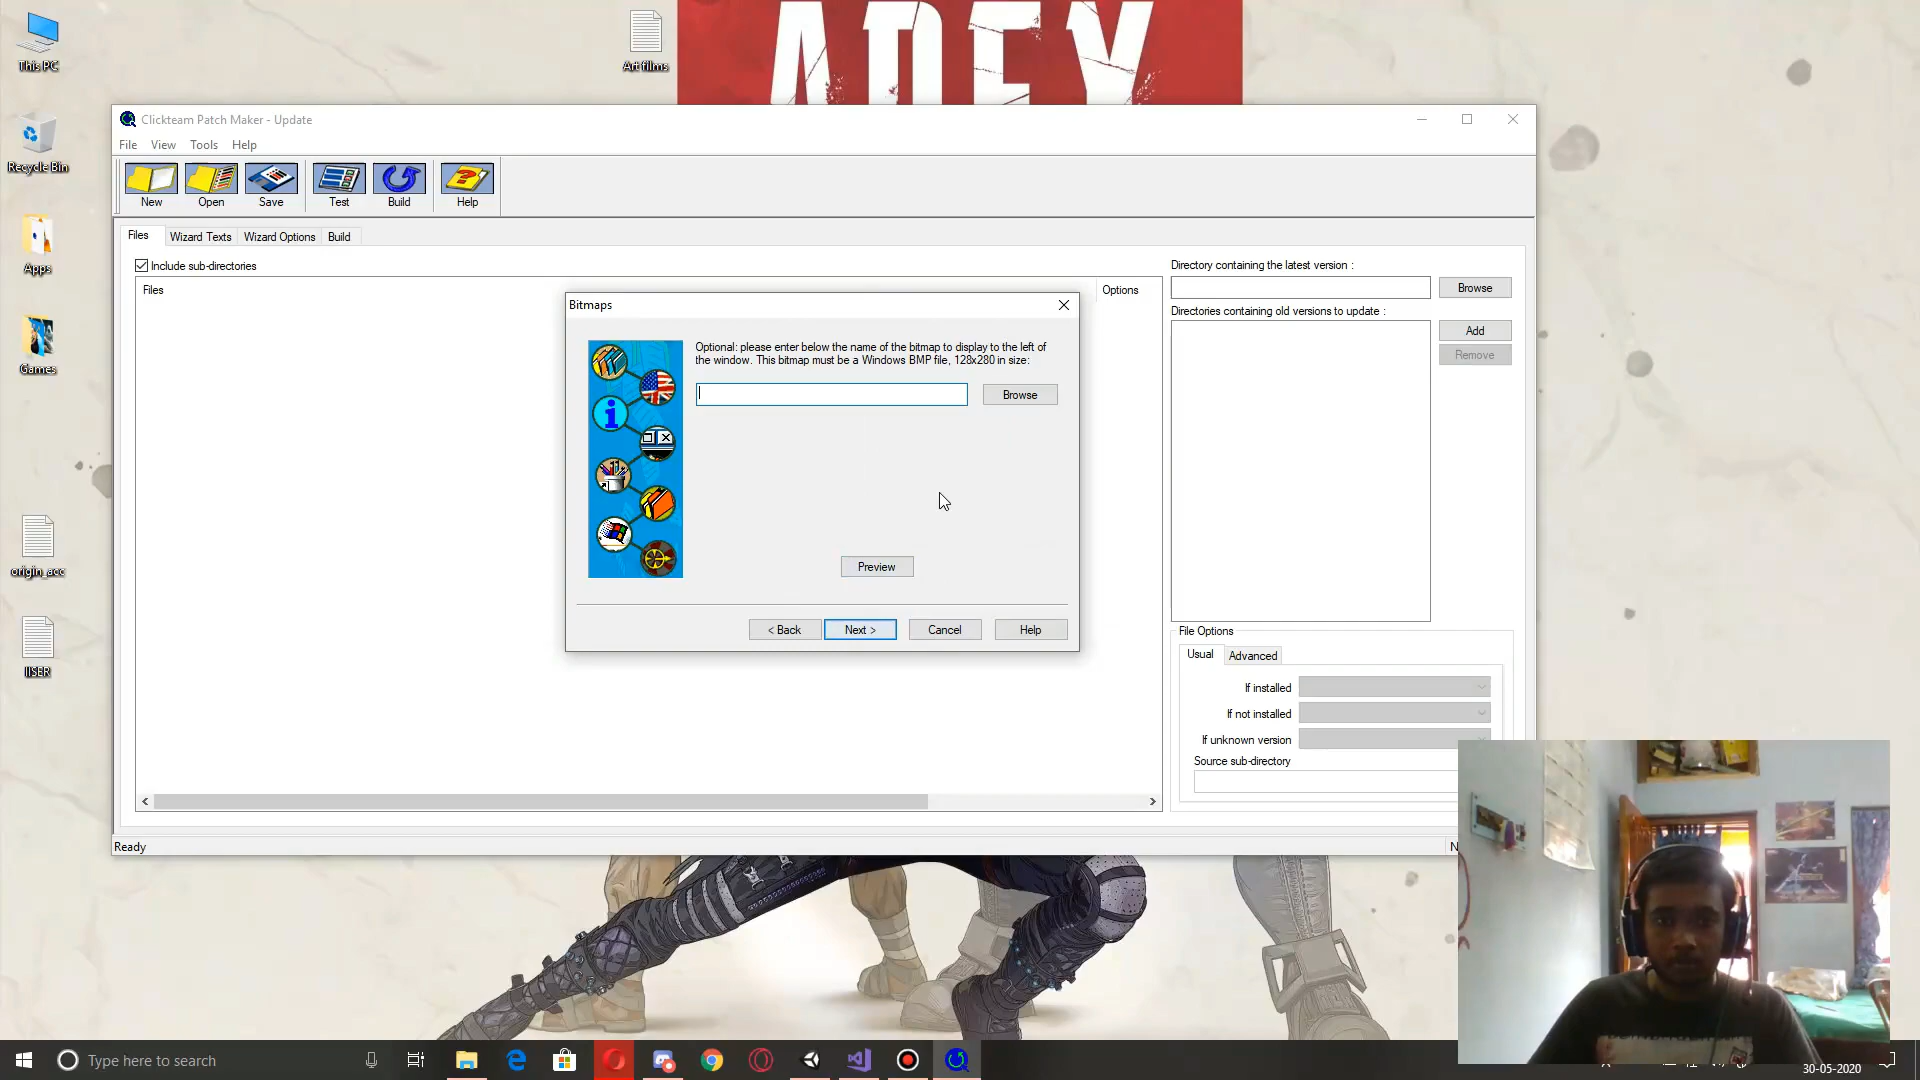 This PC
Recycle Bin
Apps
Games
origin_acc
IISER
Art films
APEX
Clickteam Patch Maker - Update
File View Tools Help
New Open Save Test Build Help
Files Wizard Texts Wizard Options Build
Include sub-directories
Files
Options
Directory containing the latest version :
Browse
Directories containing old versions to update :
Add
Remove
Bitmaps
Optional: please enter below the name of the bitmap to display to the left of
the window. This bitmap must be a Windows BMP file, 128x280 in size:
Browse
Preview
< Back Next > Cancel Help
File Options
Usual Advanced
If installed
If not installed
If unknown version
Source sub-directory
Ready
N
Type here to search
30-05-2020